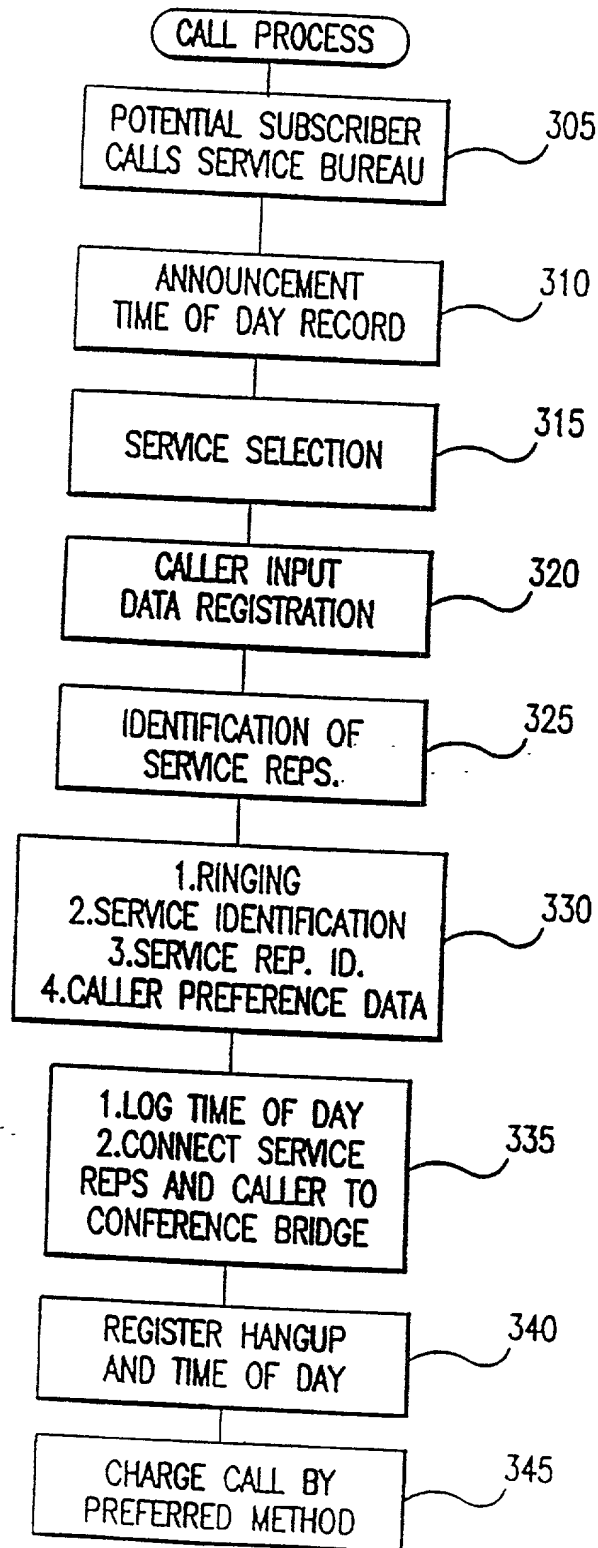 CALL PROCESS
POTENTIAL SUBSCRIBER
CALLS SERVICE BUREAU
305
ANNOUNCEMENT
TIME OF DAY RECORD
310
SERVICE SELECTION
315
CALLER INPUT
DATA REGISTRATION
320
IDENTIFICATION OF
SERVICE REPS.
325
1.RINGING
2.SERVICE IDENTIFICATION
3.SERVICE REP. ID.
4.CALLER PREFERENCE DATA
330
1.LOG TIME OF DAY
2.CONNECT SERVICE
REPS AND CALLER TO
CONFERENCE BRIDGE
335
REGISTER HANGUP
AND TIME OF DAY
340
CHARGE CALL BY
PREFERRED METHOD
345